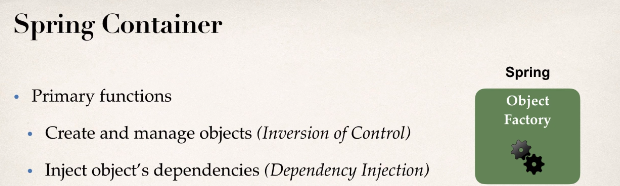 Spring Container
Spring
Object
Factory
• Primary functions
• Create and manage objects (Inversion of Control)
• Inject object's dependencies (Dependency Injection)